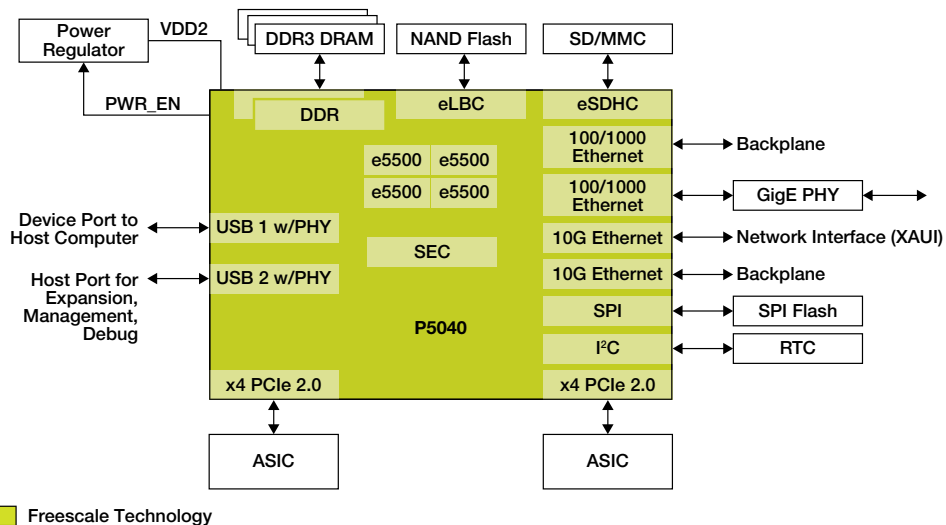 Power
Regulator
VDD2
PWR_EN
DDR3 DRAM
NAND Flash
SD/MMC
DDR
eLBC
eSDHC
e5500 e5500
e5500 e5500
SEC
P5040
100/1000
Ethernet
Backplane
100/1000
Ethernet
GigE PHY
10G Ethernet
Network Interface (XAUI)
10G Ethernet
Backplane
SPI
SPI Flash
I²C
RTC
Device Port to
Host Computer
USB 1 w/PHY
Host Port for
Expansion,
Management,
Debug
USB 2 w/PHY
x4 PCIe 2.0
x4 PCIe 2.0
ASIC
ASIC
Freescale Technology